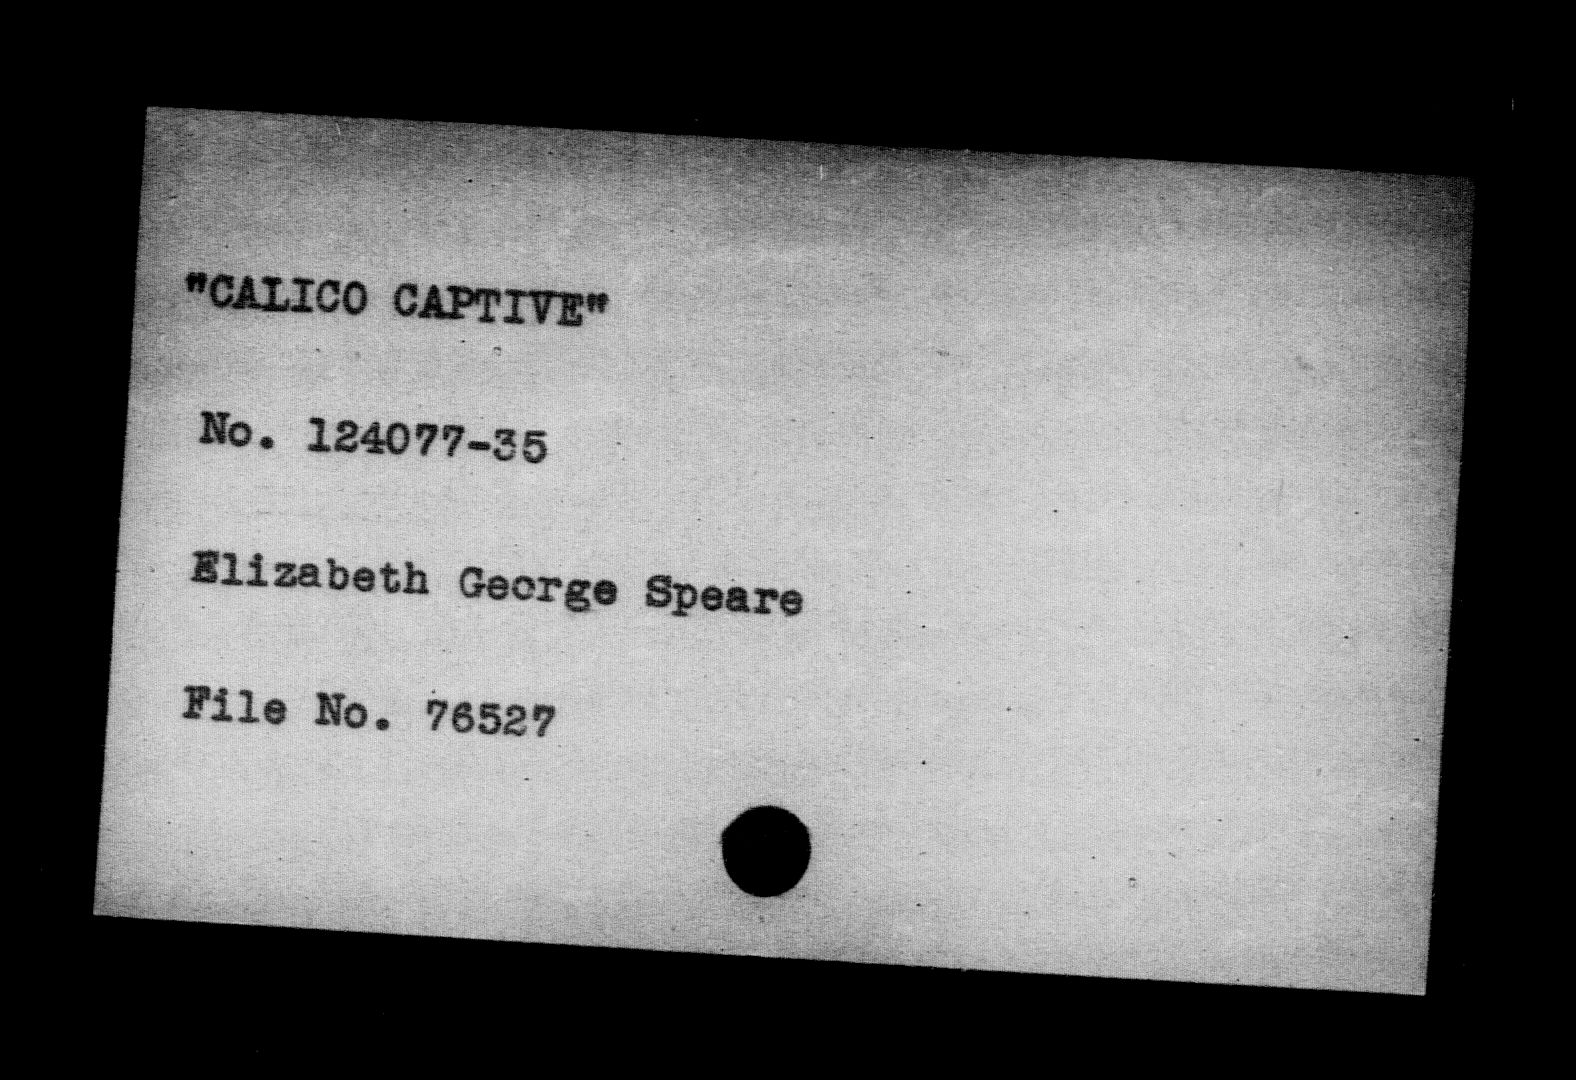 "CALICO CAPTIVE"
No. 124077-35
Elizabeth George Speare
File No. 76527